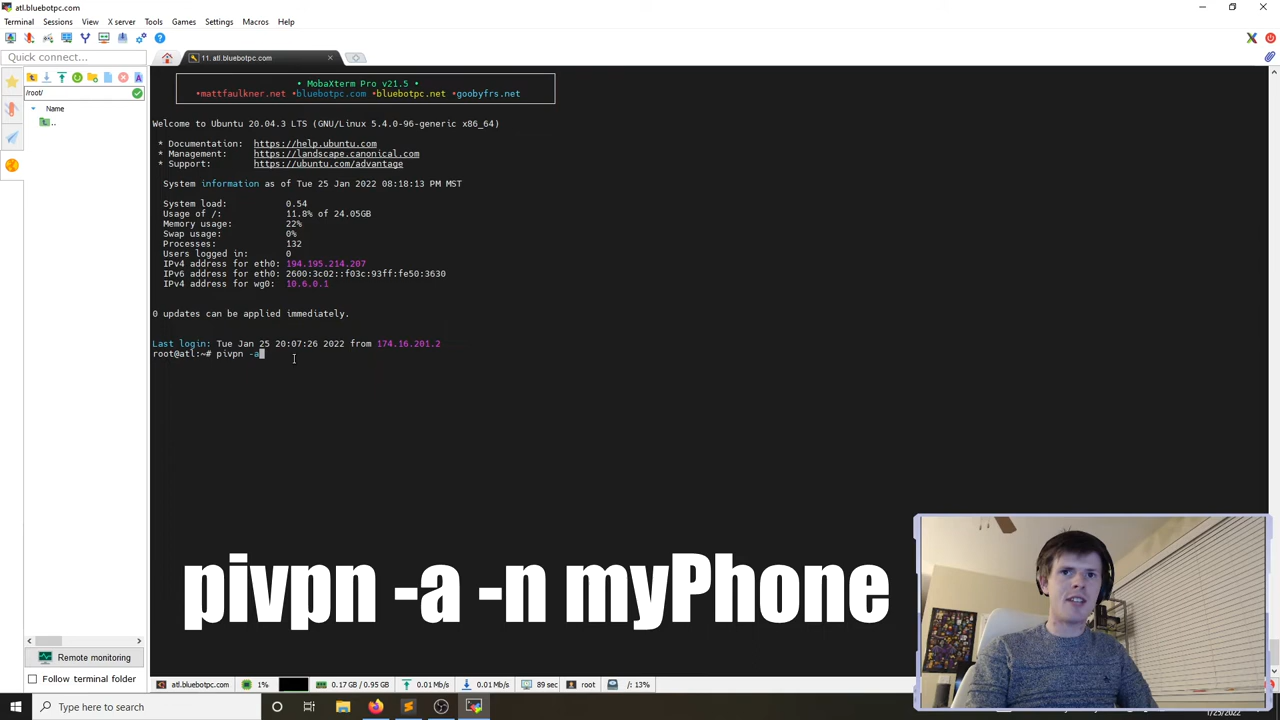 atl.bluebotpc.com
Terminal Sessions View X server Tools Games Settings Macros Help
Quick connect...
11. atl.bluebotpc.com
/root/
Name
..
• MobaXterm Pro v21.5 •
•mattfaulkner.net •bluebotpc.com •bluebotpc.net •goobyfrs.net
Welcome to Ubuntu 20.04.3 LTS (GNU/Linux 5.4.0-96-generic x86_64)
* Documentation: https://help.ubuntu.com
* Management: https://landscape.canonical.com
* Support: https://ubuntu.com/advantage
System information as of Tue 25 Jan 2022 08:18:13 PM MST
System load: 0.54
Usage of /: 11.8% of 24.05GB
Memory usage: 22%
Swap usage: 0%
Processes: 132
Users logged in: 0
IPv4 address for eth0: 194.195.214.207
IPv6 address for eth0: 2600:3c02::f03c:93ff:fe50:3630
IPv4 address for wg0: 10.6.0.1
0 updates can be applied immediately.
Last login: Tue Jan 25 20:07:26 2022 from 174.16.201.2
root@atl:~# pivpn -a
pivpn -a -n myPhone
Remote monitoring
Follow terminal folder
atl.bluebotpc.com 1% 0.17 GB / 0.95 GB 0.01 Mb/s 0.01 Mb/s 89 sec root /: 13%
Type here to search
1/25/2022